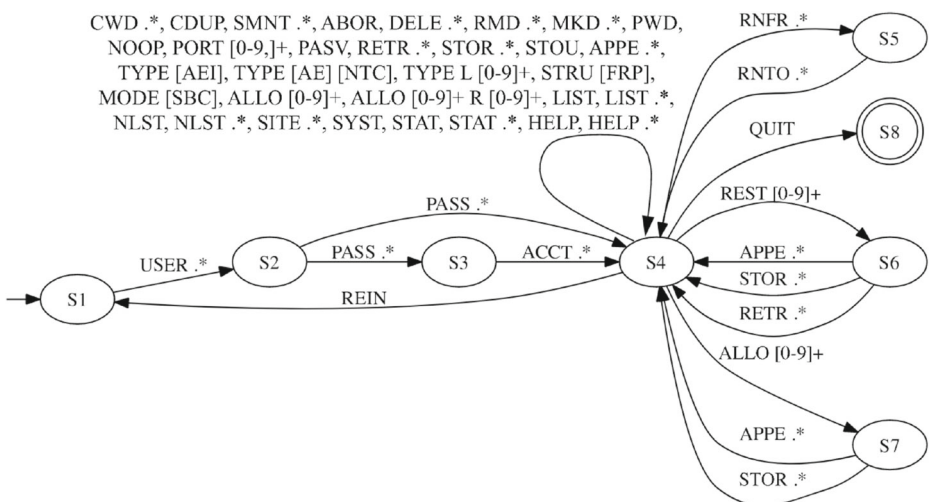 CWD .*, CDUP, SMNT .*, ABOR, DELE .*, RMD .*, MKD .*, PWD,
NOOP, PORT [0-9,]+, PASV, RETR .*, STOR .*, STOU, APPE .*,
TYPE [AEI], TYPE [AE] [NTC], TYPE L [0-9]+, STRU [FRP],
MODE [SBC], ALLO [0-9]+, ALLO [0-9]+ R [0-9]+, LIST, LIST .*,
NLST, NLST .*, SITE .*, SYST, STAT, STAT .*, HELP, HELP .*
RNFR .*
S5
RNTO .*
QUIT
S8
REST [0-9]+
PASS .*
S2
PASS .*
S3
ACCT .*
S4
APPE .*
S6
USER .*
STOR .*
S1
REIN
RETR .*
ALLO [0-9]+
APPE .*
S7
STOR .*